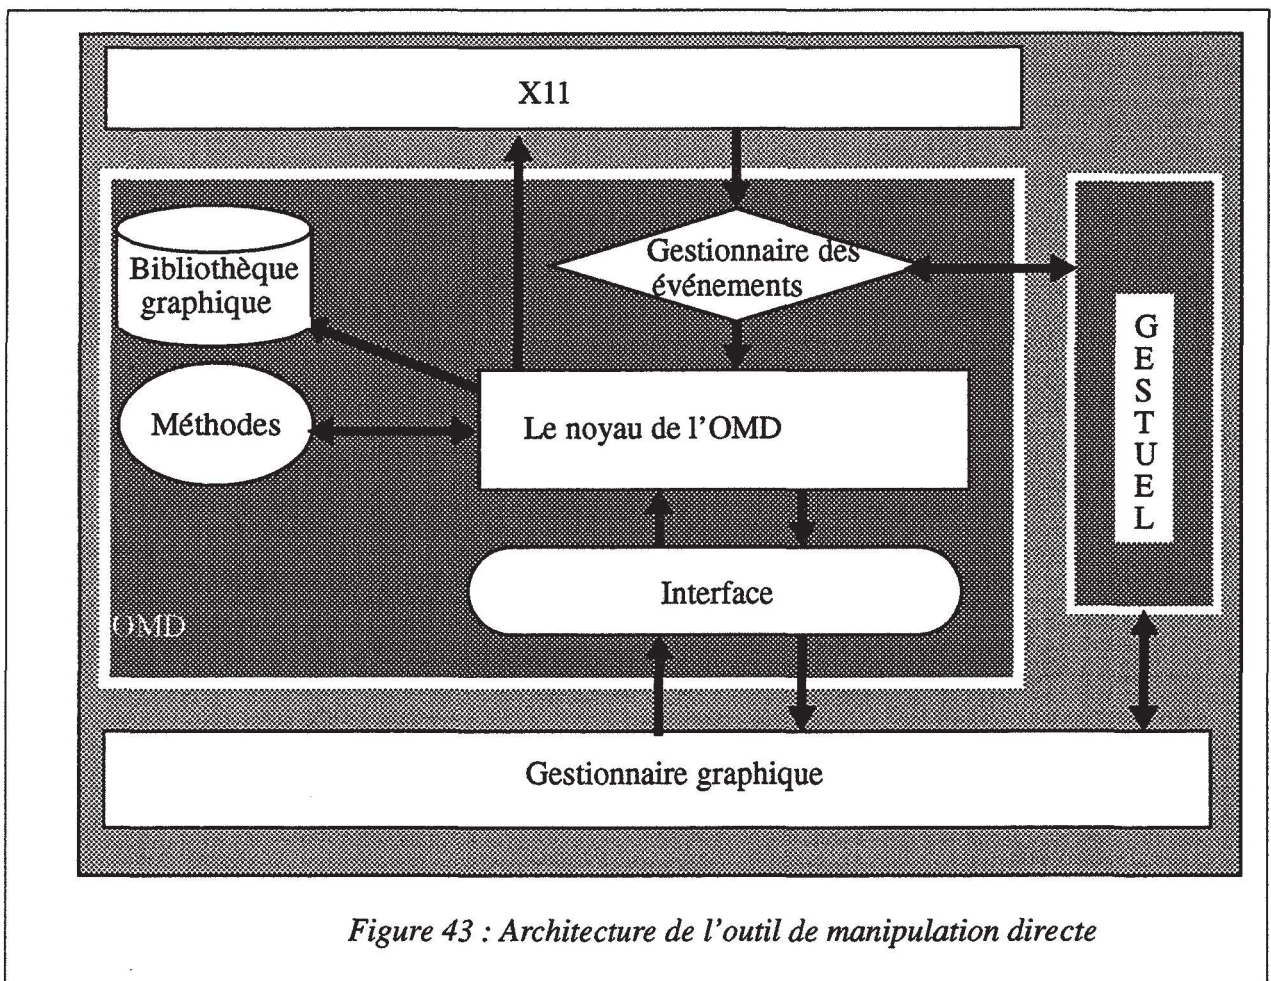 X11
Gestionnaire des
événements
Bibliothèque
graphique
Méthodes
Le noyau de l'OMD
GESTUEL
Interface
OMD
Gestionnaire graphique
Figure 43 : Architecture de l'outil de manipulation directe